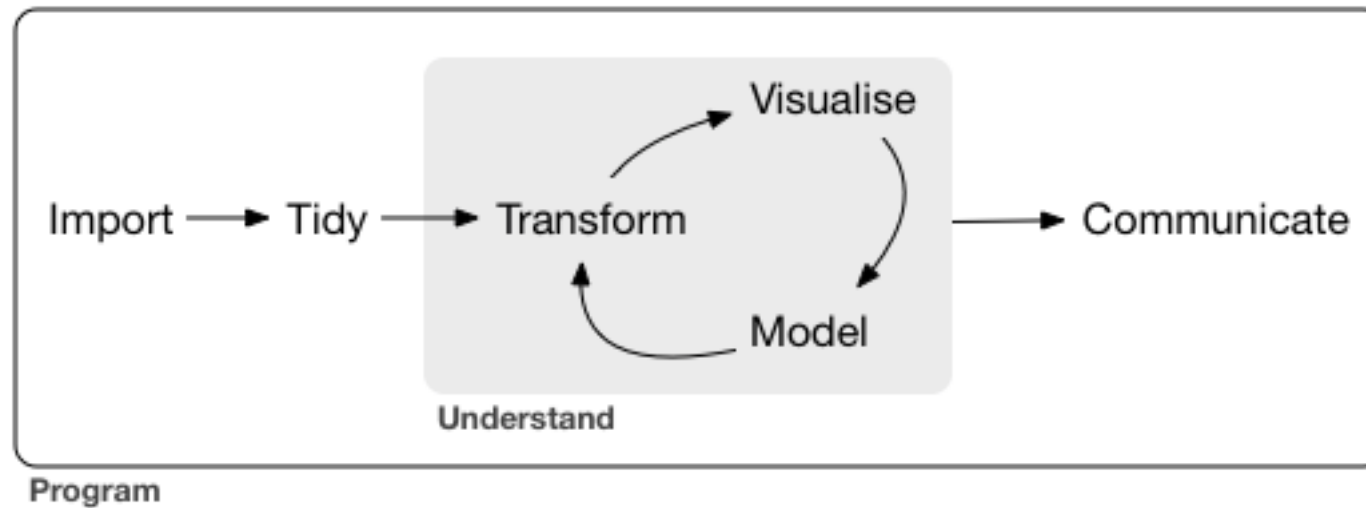 Visualise
Import
Tidy
Transform
Communicate
Model
Understand
Program